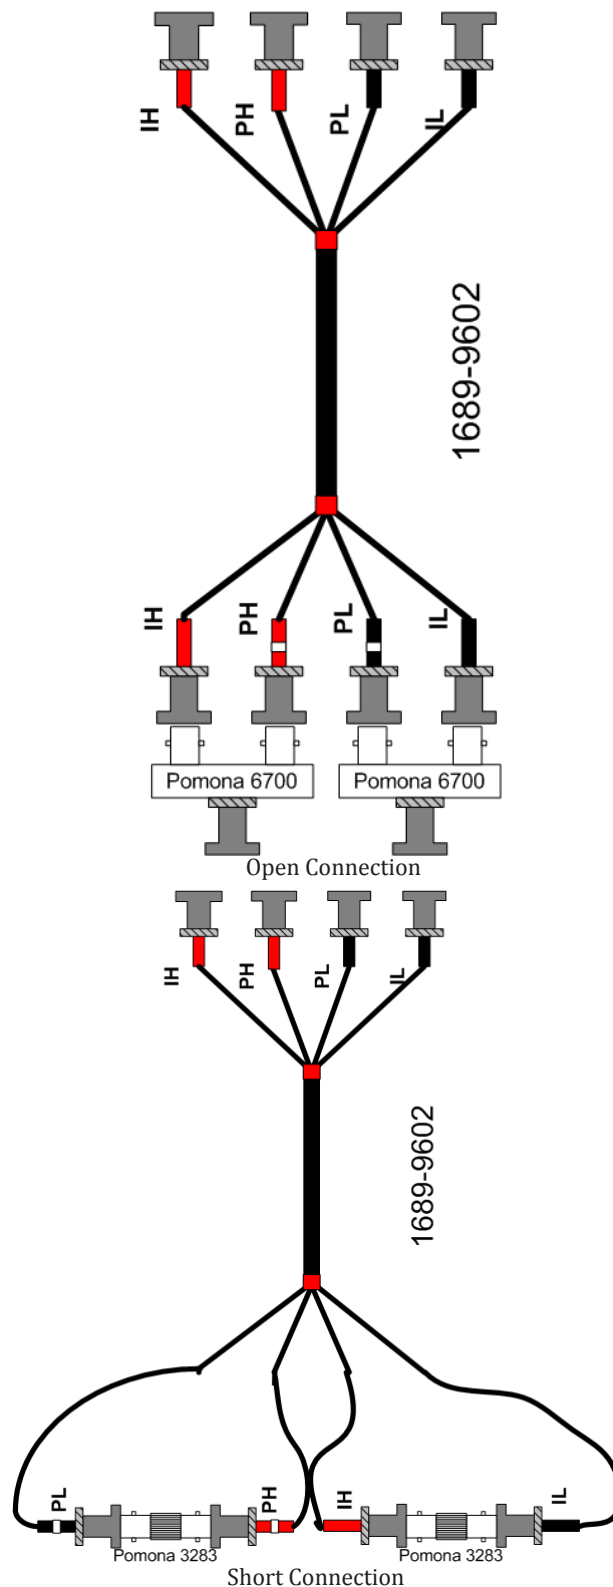 IH
PH
PL
IL
1689-9602
IH
PH
PL
IL
Pomona 6700
Pomona 6700
Open Connection
IH
PH
PL
IL
1689-9602
PL
PH
IH
IL
Pomona 3283
Pomona 3283
Short Connection